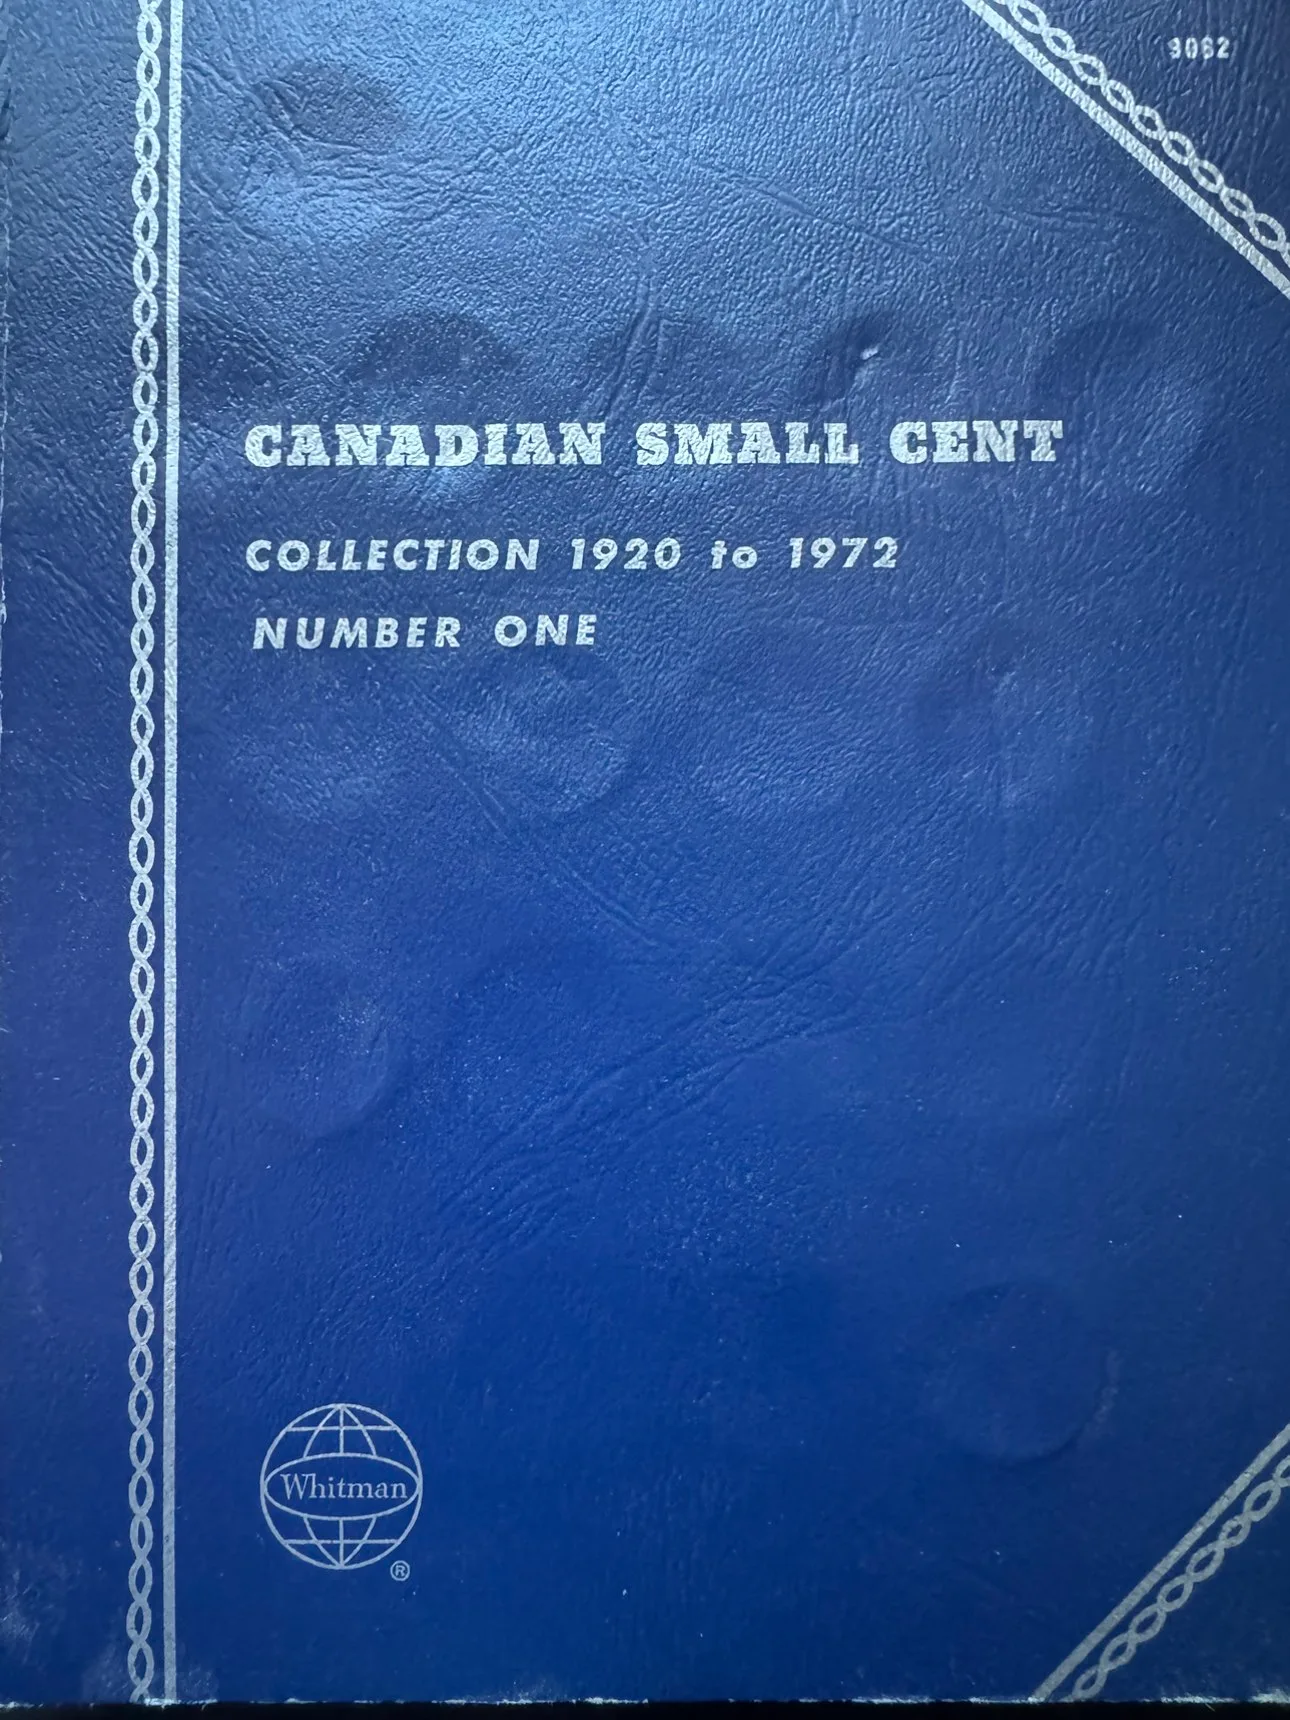 9062
CANADIAN SMALL CENT
COLLECTION 1920 to 1972
NUMBER ONE
Whitman
®